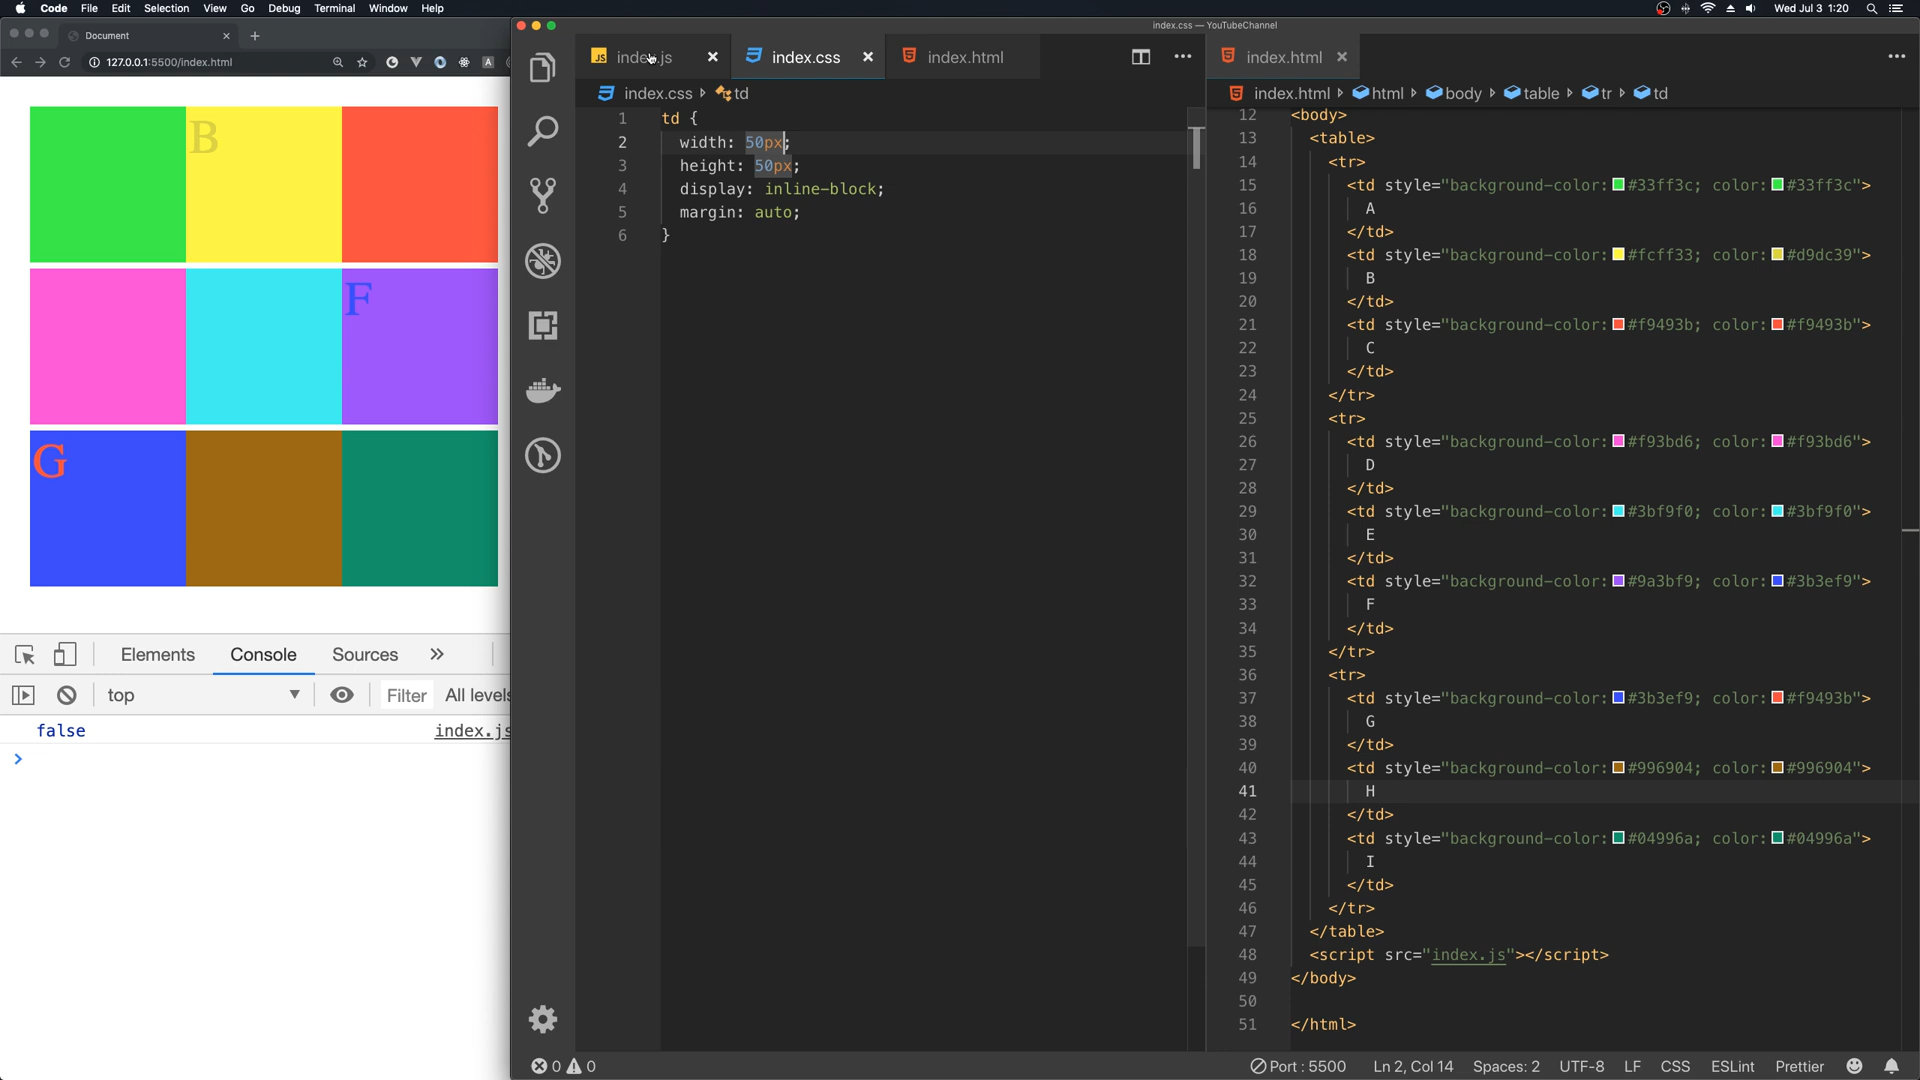 Code File Edit Selection View Go Debug Terminal Window Help
Wed Jul 3 1:20
Document
127.0.0.1:5500/index.html
B
F
G
Elements Console Sources
top Filter All levels
false index.js
index.css — YouTubeChannel
JS index.js index.css index.html
index.css td
1 td {
2 width: 50px;
3 height: 50px;
4 display: inline-block;
5 margin: auto;
6 }
index.html
index.html html body table tr td
12 <body>
13 <table>
14 <tr>
15 <td style="background-color: #33ff3c; color: #33ff3c">
16 A
17 </td>
18 <td style="background-color: #fcff33; color: #d9dc39">
19 B
20 </td>
21 <td style="background-color: #f9493b; color: #f9493b">
22 C
23 </td>
24 </tr>
25 <tr>
26 <td style="background-color: #f93bd6; color: #f93bd6">
27 D
28 </td>
29 <td style="background-color: #3bf9f0; color: #3bf9f0">
30 E
31 </td>
32 <td style="background-color: #9a3bf9; color: #3b3ef9">
33 F
34 </td>
35 </tr>
36 <tr>
37 <td style="background-color: #3b3ef9; color: #f9493b">
38 G
39 </td>
40 <td style="background-color: #996904; color: #996904">
41 H
42 </td>
43 <td style="background-color: #04996a; color: #04996a">
44 I
45 </td>
46 </tr>
47 </table>
48 <script src="index.js"></script>
49 </body>
50
51 </html>
0 0 Port : 5500 Ln 2, Col 14 Spaces: 2 UTF-8 LF CSS ESLint Prettier